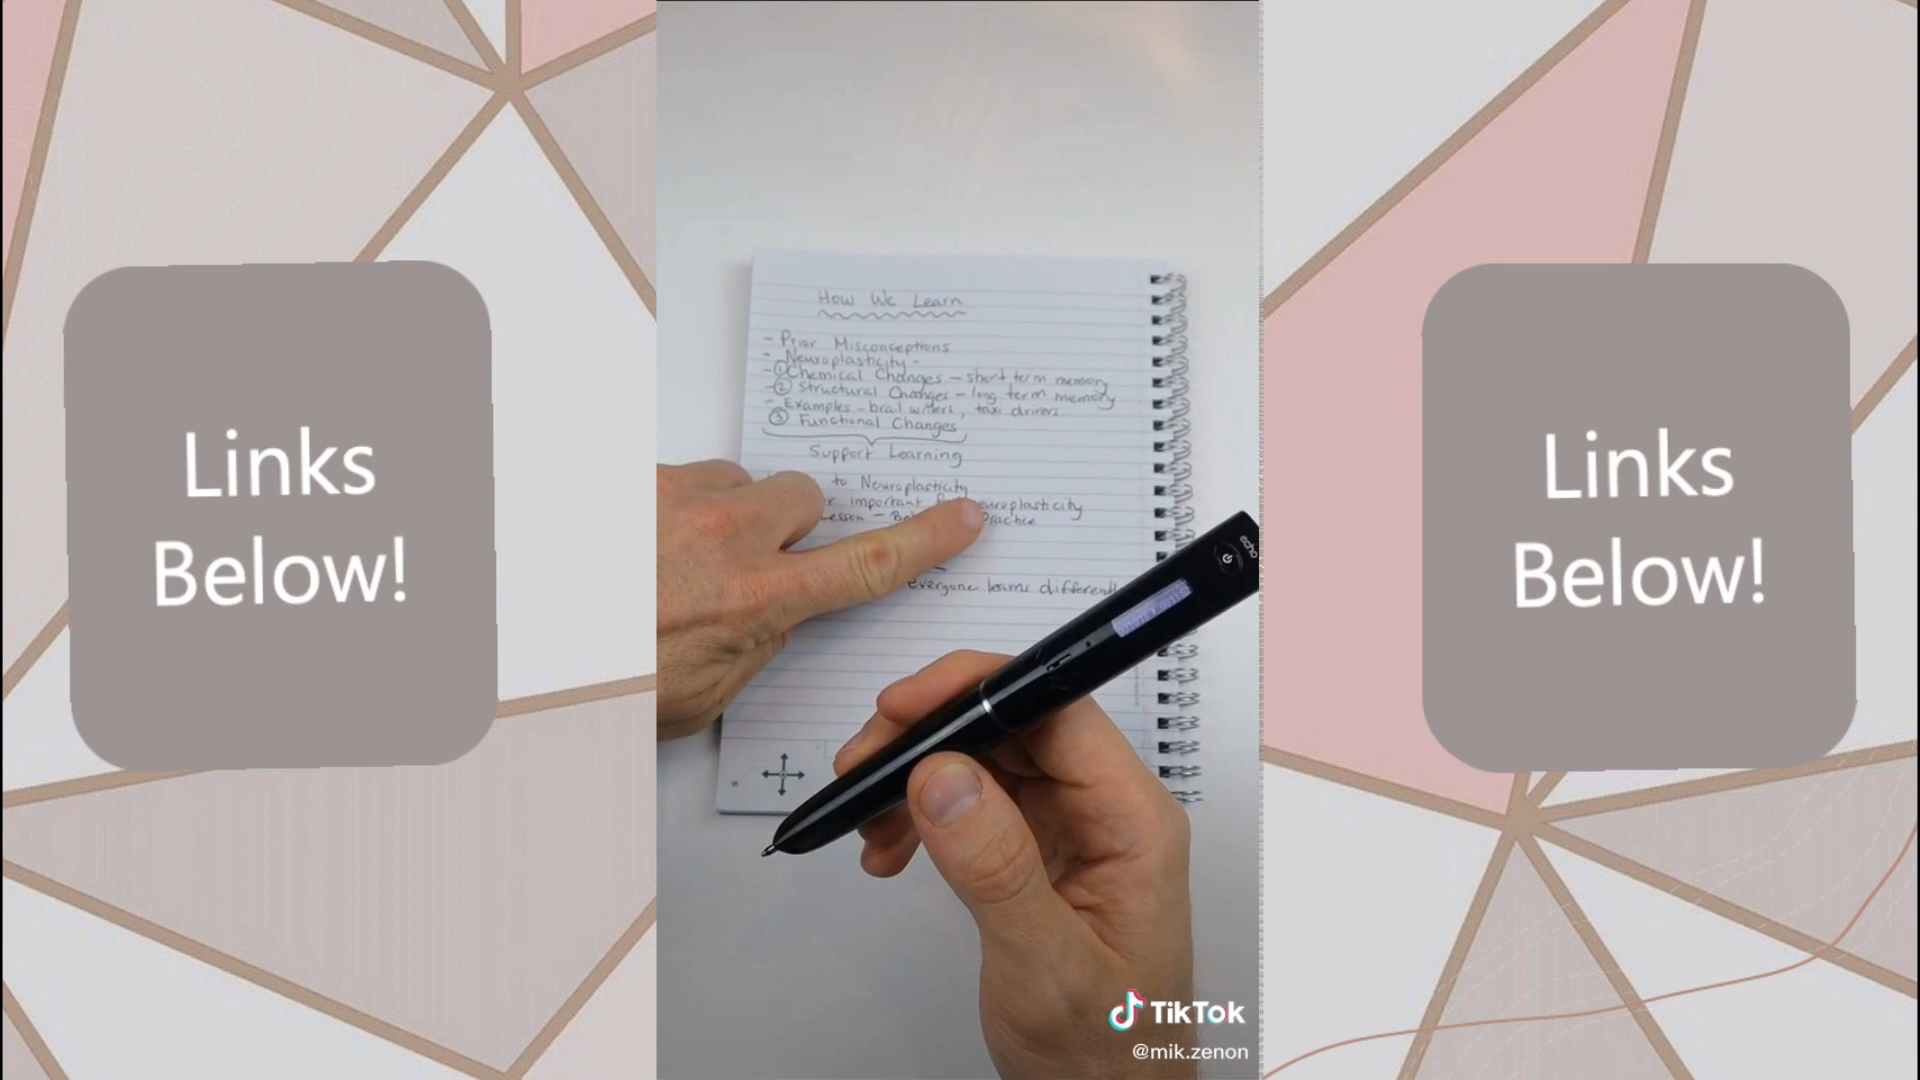 Links
Below!
How We Learn
- Prior Misconceptions
- Neuroplasticity -
- ① Chemical Changes - short term memory
- ② Structural Changes - long term memory
- Examples - brail writers, taxi drivers
③ Functional Changes
Support Learning
to Neuroplasticity
important neuroplasticity
Lesson - Practice
everyone learns different
echo
TikTok
@mik.zenon
Links
Below!